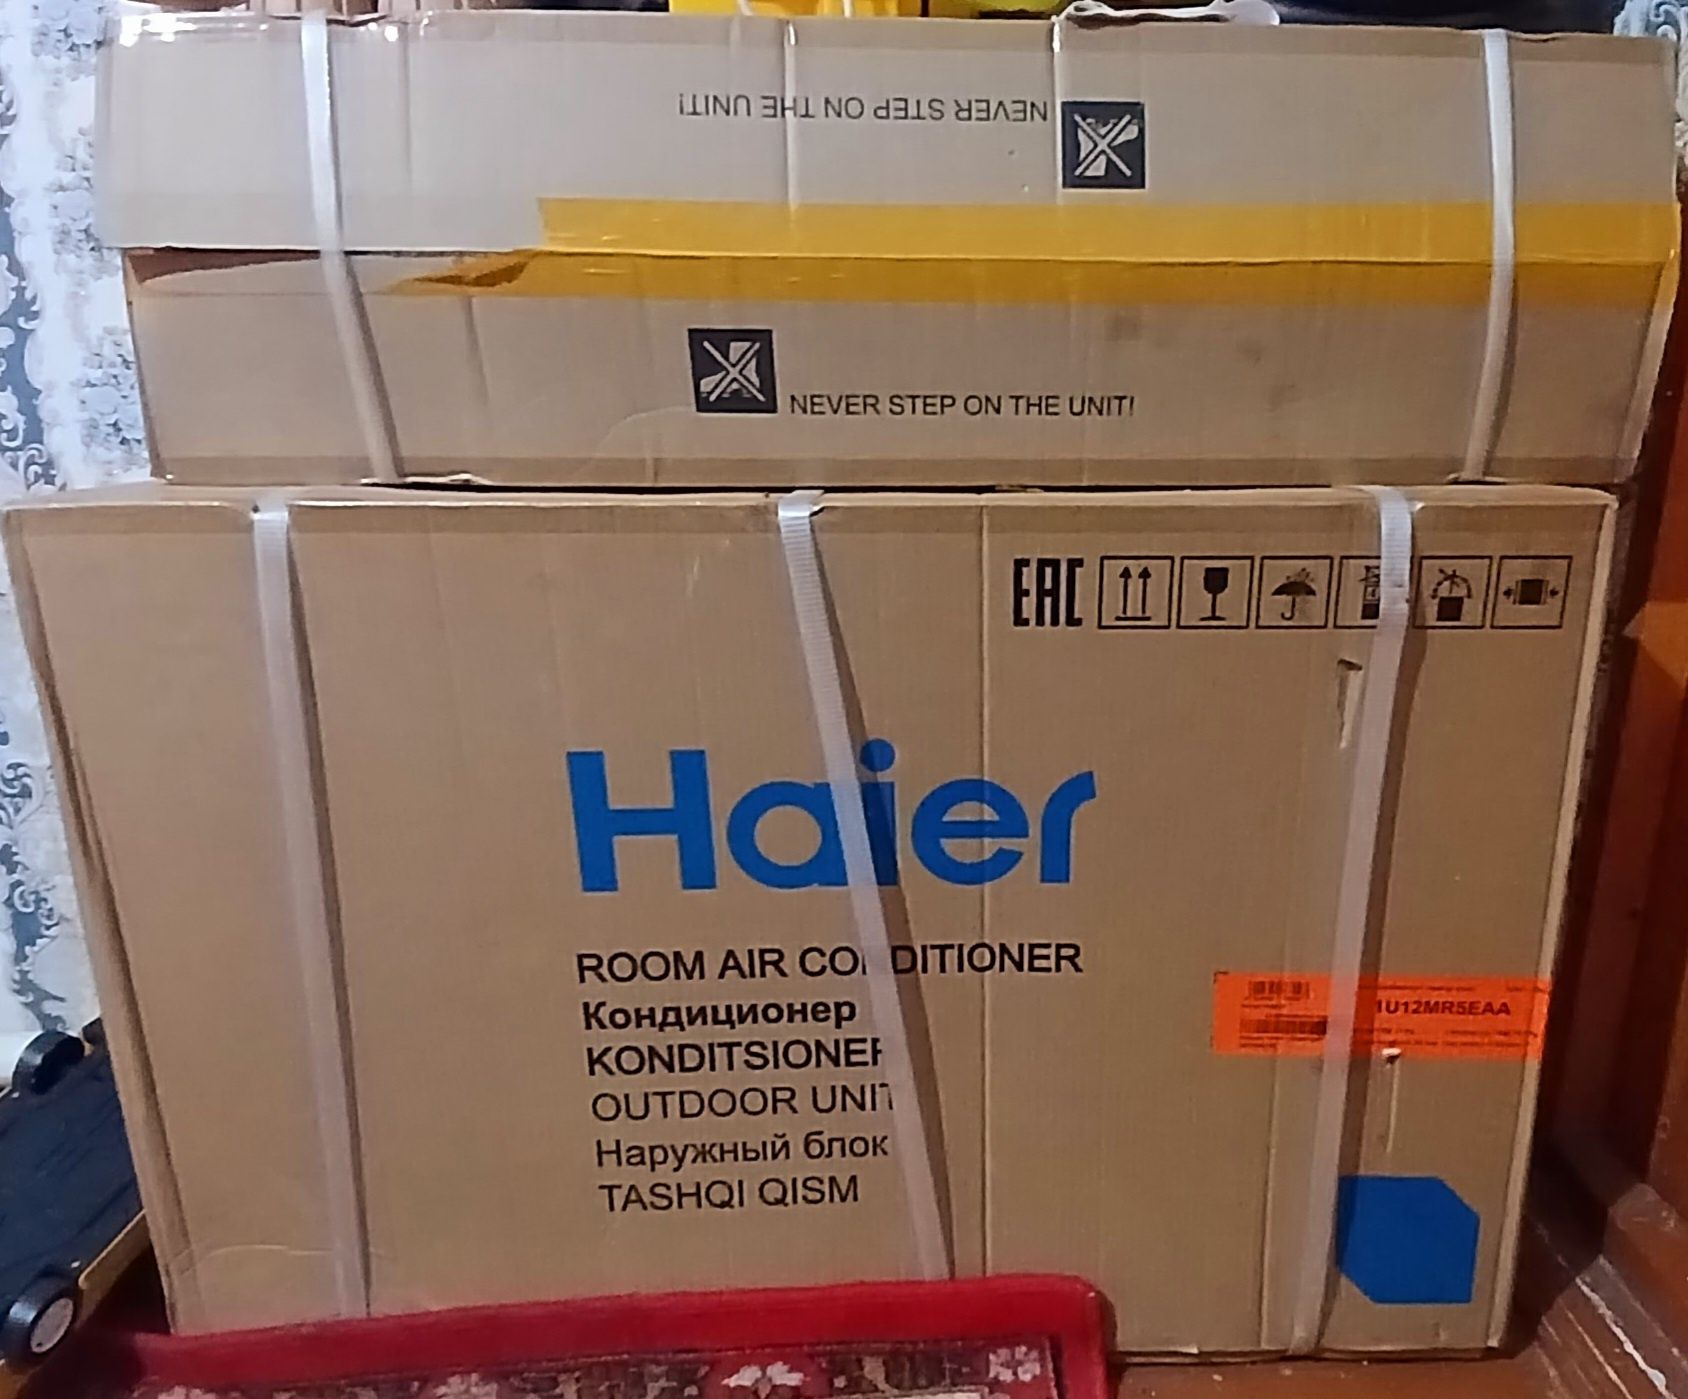 NEVER STEP ON THE UNIT!
NEVER STEP ON THE UNIT!
EAC
Haier
ROOM AIR CONDITIONER
Кондиционер
KONDITSIONER
OUTDOOR UNIT
Наружный блок
TASHQI QISM
1U12MR5EAA